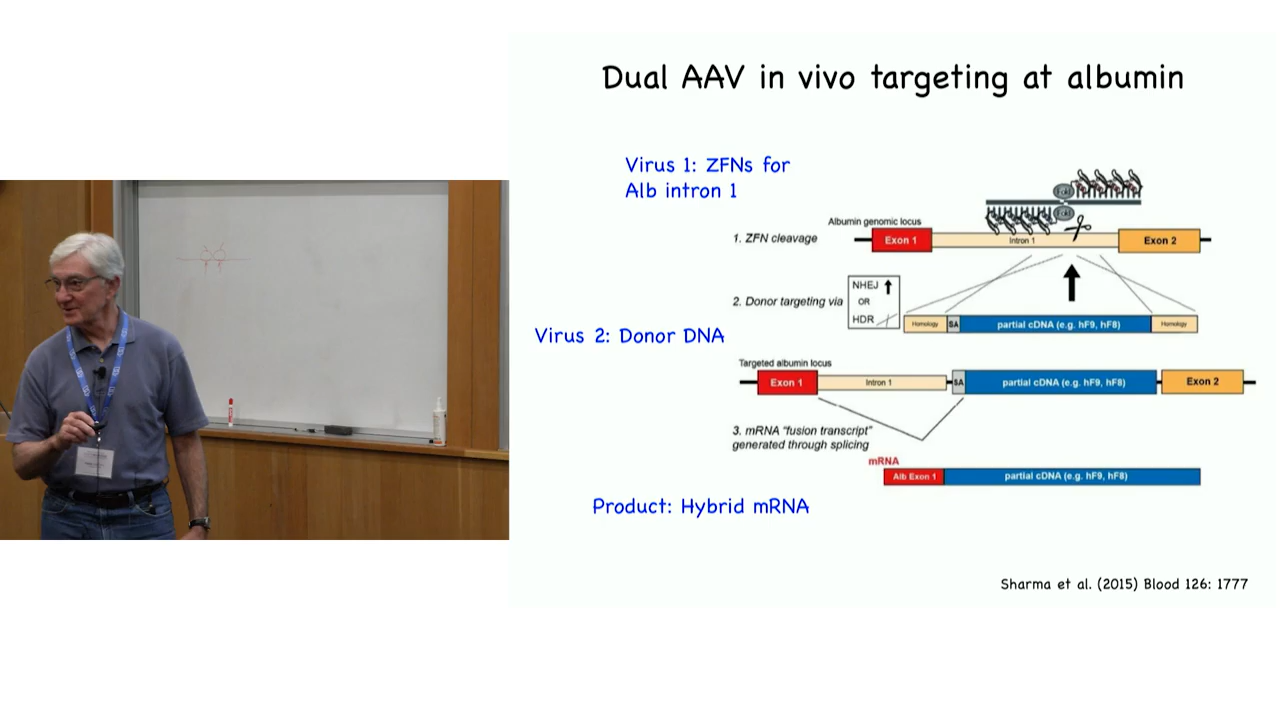 Dual AAV in vivo targeting at albumin
Virus 1: ZFNs for
Alb intron 1
FokI
FokI
Albumin genomic locus
1. ZFN cleavage
Exon 1
Intron 1
Exon 2
2. Donor targeting via
NHEJ
OR
HDR
Homology
SA
partial cDNA (e.g. hF9, hF8)
Homology
Virus 2: Donor DNA
Targeted albumin locus
Exon 1
Intron 1
SA
partial cDNA (e.g. hF9, hF8)
Exon 2
3. mRNA "fusion transcript"
generated through splicing
mRNA
Alb Exon 1
partial cDNA (e.g. hF9, hF8)
Product: Hybrid mRNA
Sharma et al. (2015) Blood 126: 1777